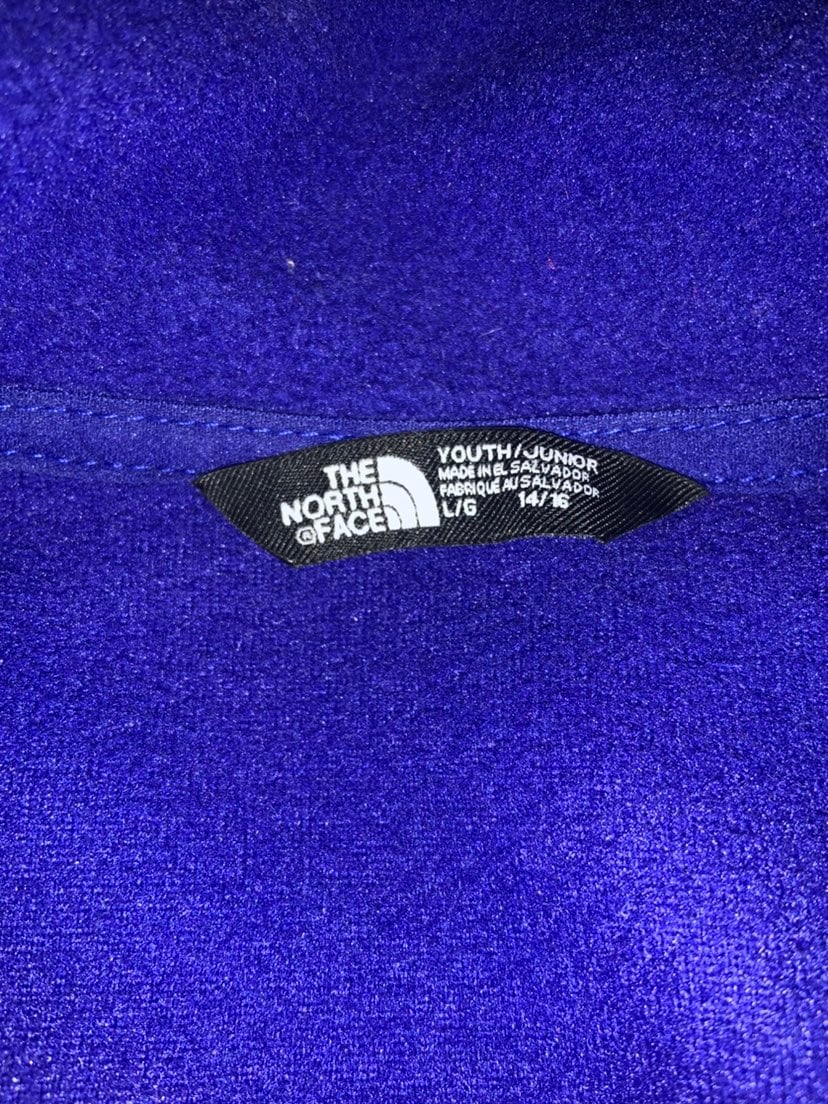 THE
NORTH
®FACE
YOUTH/JUNIOR
MADE IN EL SALVADOR
FABRIQUÉ AU SALVADOR
L/G 14/16